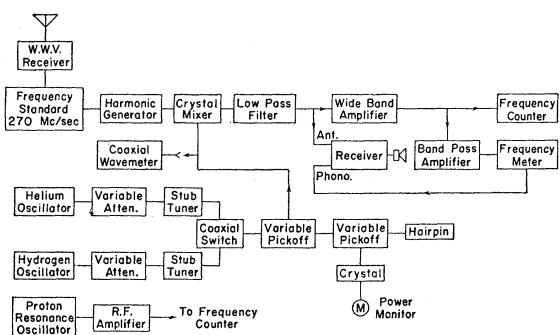 W.W.V.
Receiver
Frequency
Standard
270 Mc/sec
Harmonic
Generator
Crystal
Mixer
Low Pass
Filter
Wide Band
Amplifier
Frequency
Counter
Coaxial
Wavemeter
Ant.
Receiver
Phono.
Band Pass
Amplifier
Frequency
Meter
Helium
Oscillator
Variable
Atten.
Stub
Tuner
Coaxial
Switch
Variable
Pickoff
Variable
Pickoff
Hairpin
Hydrogen
Oscillator
Variable
Atten.
Stub
Tuner
Crystal
M
Power
Monitor
Proton
Resonance
Oscillator
R.F.
Amplifier
To Frequency
Counter